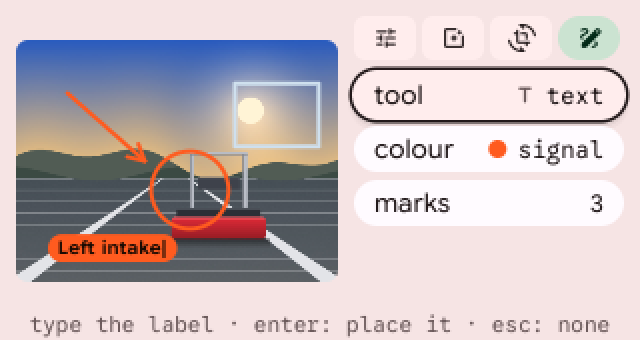 tool T text
colour signal
marks 3
Left intake
type the label · enter: place it · esc: none